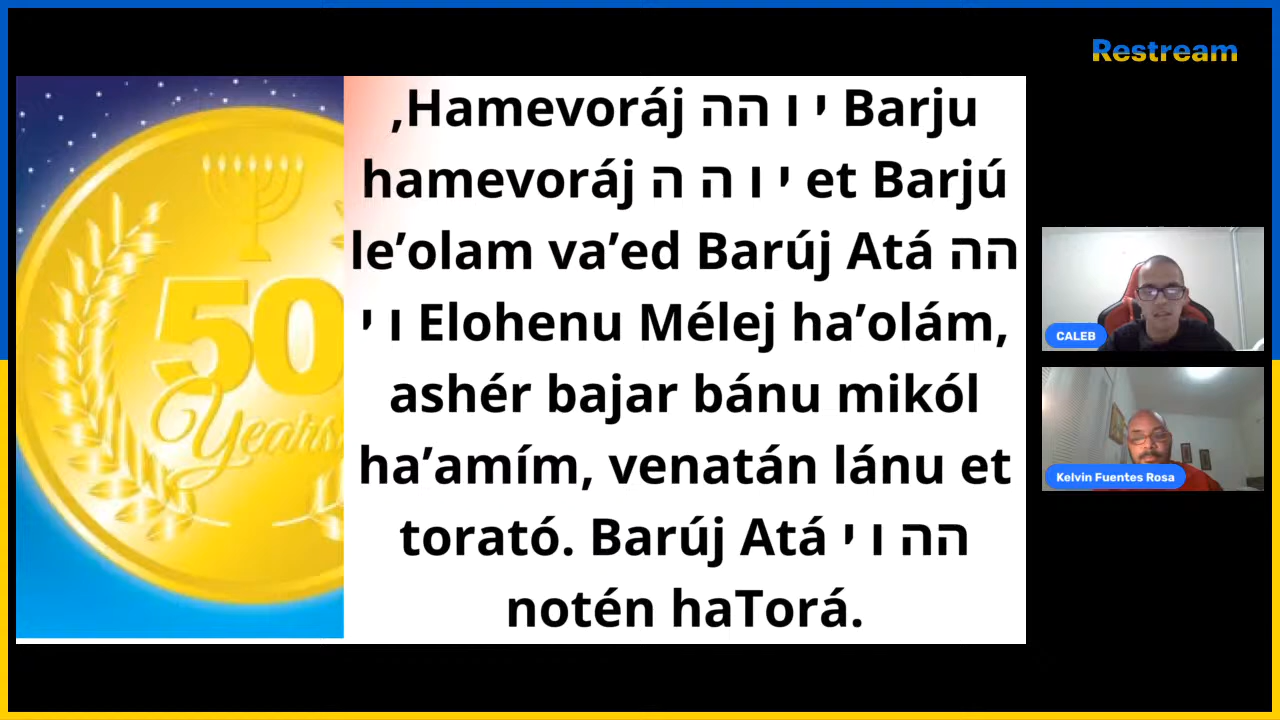 Restream
50
Years
,Hamevoráj י ו הה Barju
hamevoráj י ו ה ה et Barjú
le’olam va’ed Barúj Atá הה
ו י Elohenu Mélej ha’olám,
ashér bajar bánu mikól
ha’amím, venatán lánu et
torató. Barúj Atá הה ו י
notén haTorá.
CALEB
Kelvin Fuentes Rosa